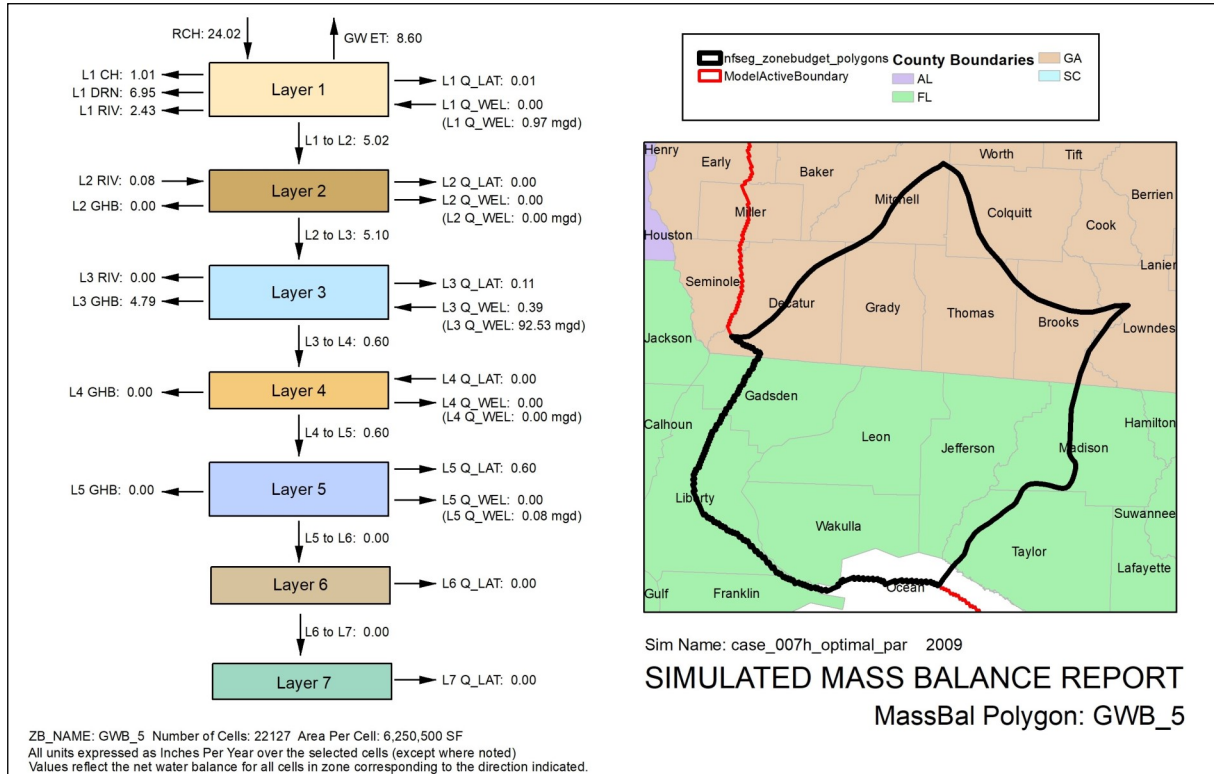 RCH: 24.02
GW ET: 8.60
L1 CH: 1.01
L1 DRN: 6.95
L1 RIV: 2.43
Layer 1
L1 Q_LAT: 0.01
L1 Q_WEL: 0.00
(L1 Q_WEL: 0.97 mgd)
L1 to L2: 5.02
L2 RIV: 0.08
L2 GHB: 0.00
Layer 2
L2 Q_LAT: 0.00
L2 Q_WEL: 0.00
(L2 Q_WEL: 0.00 mgd)
L2 to L3: 5.10
L3 RIV: 0.00
L3 GHB: 4.79
Layer 3
L3 Q_LAT: 0.11
L3 Q_WEL: 0.39
(L3 Q_WEL: 92.53 mgd)
L3 to L4: 0.60
L4 GHB: 0.00
Layer 4
L4 Q_LAT: 0.00
L4 Q_WEL: 0.00
(L4 Q_WEL: 0.00 mgd)
L4 to L5: 0.60
L5 GHB: 0.00
Layer 5
L5 Q_LAT: 0.60
L5 Q_WEL: 0.00
(L5 Q_WEL: 0.08 mgd)
L5 to L6: 0.00
Layer 6
L6 Q_LAT: 0.00
L6 to L7: 0.00
Layer 7
L7 Q_LAT: 0.00
ZB_NAME: GWB_5 Number of Cells: 22127 Area Per Cell: 6,250,500 SF
All units expressed as Inches Per Year over the selected cells (except where noted)
Values reflect the net water balance for all cells in zone corresponding to the direction indicated.
nfseg_zonebudget_polygons
ModelActiveBoundary
County Boundaries
AL
FL
GA
SC
Henry
Early
Baker
Worth
Tift
Miller
Mitchell
Colquitt
Berrien
Cook
Houston
Lanier
Seminole
Decatur
Grady
Thomas
Brooks
Lowndes
Jackson
Gadsden
Calhoun
Leon
Jefferson
Madison
Hamilton
Liberty
Wakulla
Suwannee
Taylor
Lafayette
Gulf
Franklin
Ocean
Sim Name: case_007h_optimal_par 2009
SIMULATED MASS BALANCE REPORT
MassBal Polygon: GWB_5